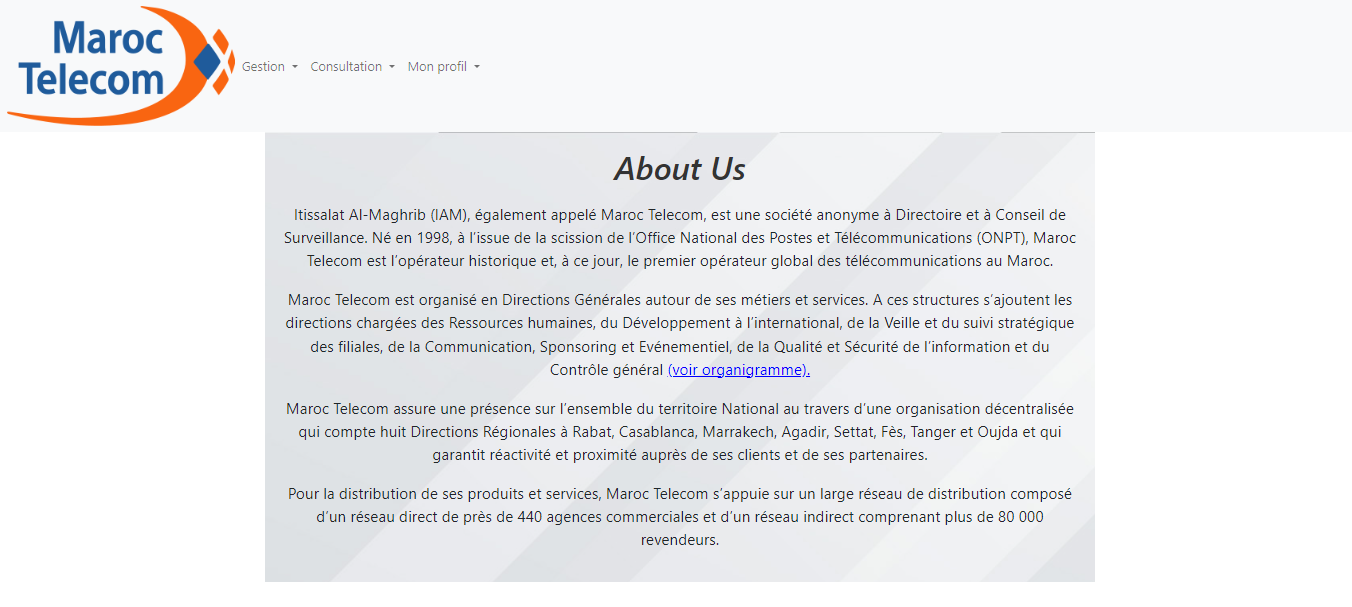 Maroc
Telecom
Gestion Consultation Mon profil
About Us
Itissalat Al-Maghrib (IAM), également appelé Maroc Telecom, est une société anonyme à Directoire et à Conseil de
Surveillance. Né en 1998, à l’issue de la scission de l’Office National des Postes et Télécommunications (ONPT), Maroc
Telecom est l’opérateur historique et, à ce jour, le premier opérateur global des télécommunications au Maroc.
Maroc Telecom est organisé en Directions Générales autour de ses métiers et services. A ces structures s’ajoutent les
directions chargées des Ressources humaines, du Développement à l’international, de la Veille et du suivi stratégique
des filiales, de la Communication, Sponsoring et Evénementiel, de la Qualité et Sécurité de l’information et du
Contrôle général (voir organigramme).
Maroc Telecom assure une présence sur l’ensemble du territoire National au travers d’une organisation décentralisée
qui compte huit Directions Régionales à Rabat, Casablanca, Marrakech, Agadir, Settat, Fès, Tanger et Oujda et qui
garantit réactivité et proximité auprès de ses clients et de ses partenaires.
Pour la distribution de ses produits et services, Maroc Telecom s’appuie sur un large réseau de distribution composé
d’un réseau direct de près de 440 agences commerciales et d’un réseau indirect comprenant plus de 80 000
revendeurs.